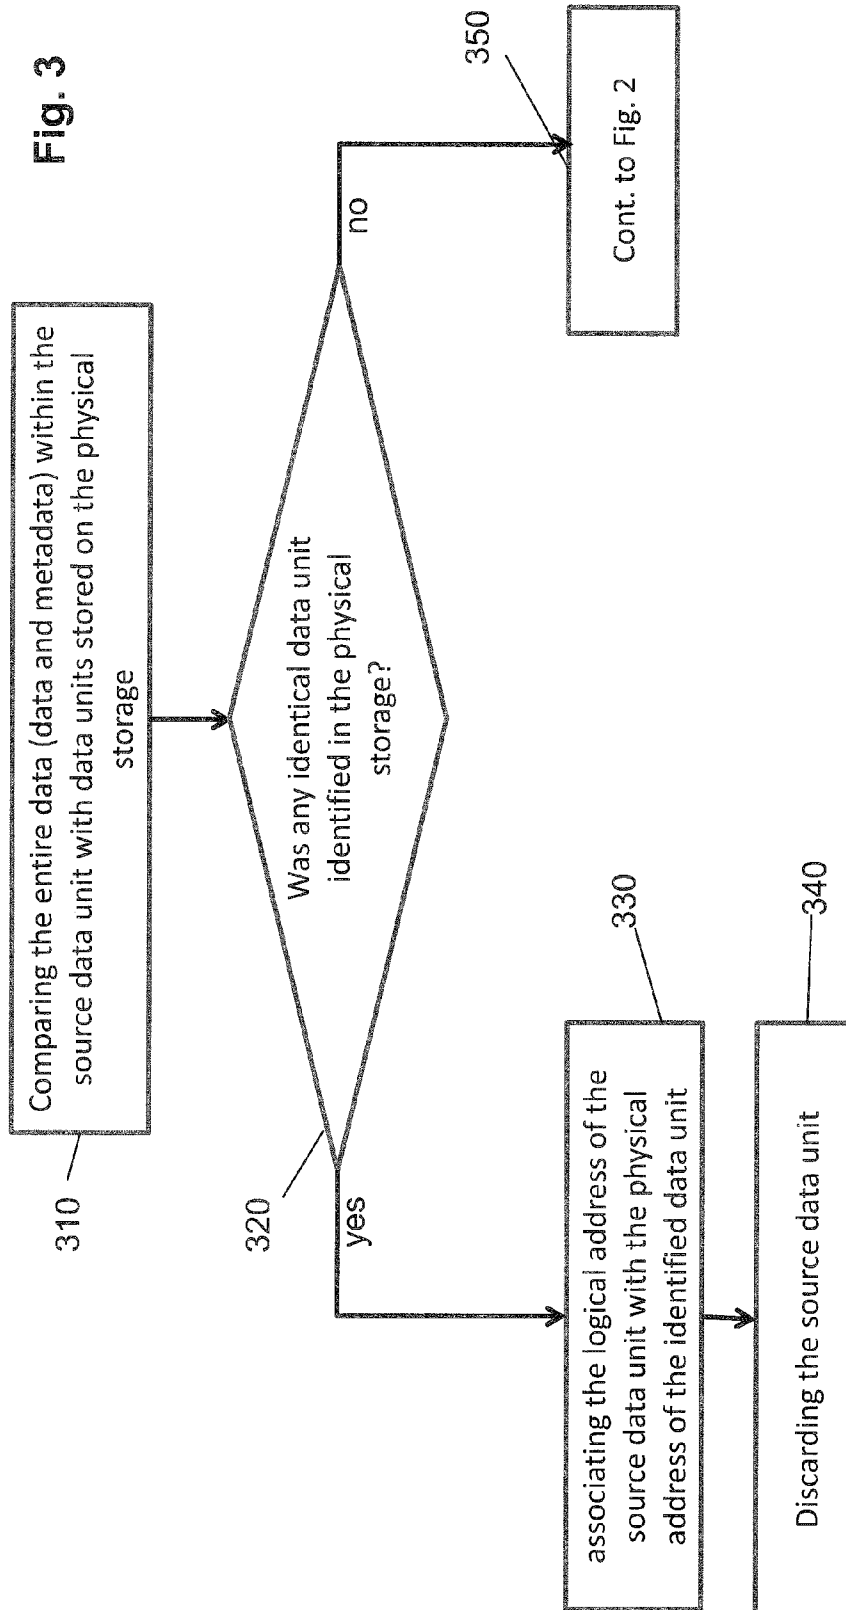 Fig. 3
Comparing the entire data (data and metadata) within the
source data unit with data units stored on the physical
storage
310
Was any identical data unit
identified in the physical
storage?
320
yes
no
associating the logical address of the
source data unit with the physical
address of the identified data unit
330
Discarding the source data unit
340
350
Cont. to Fig. 2